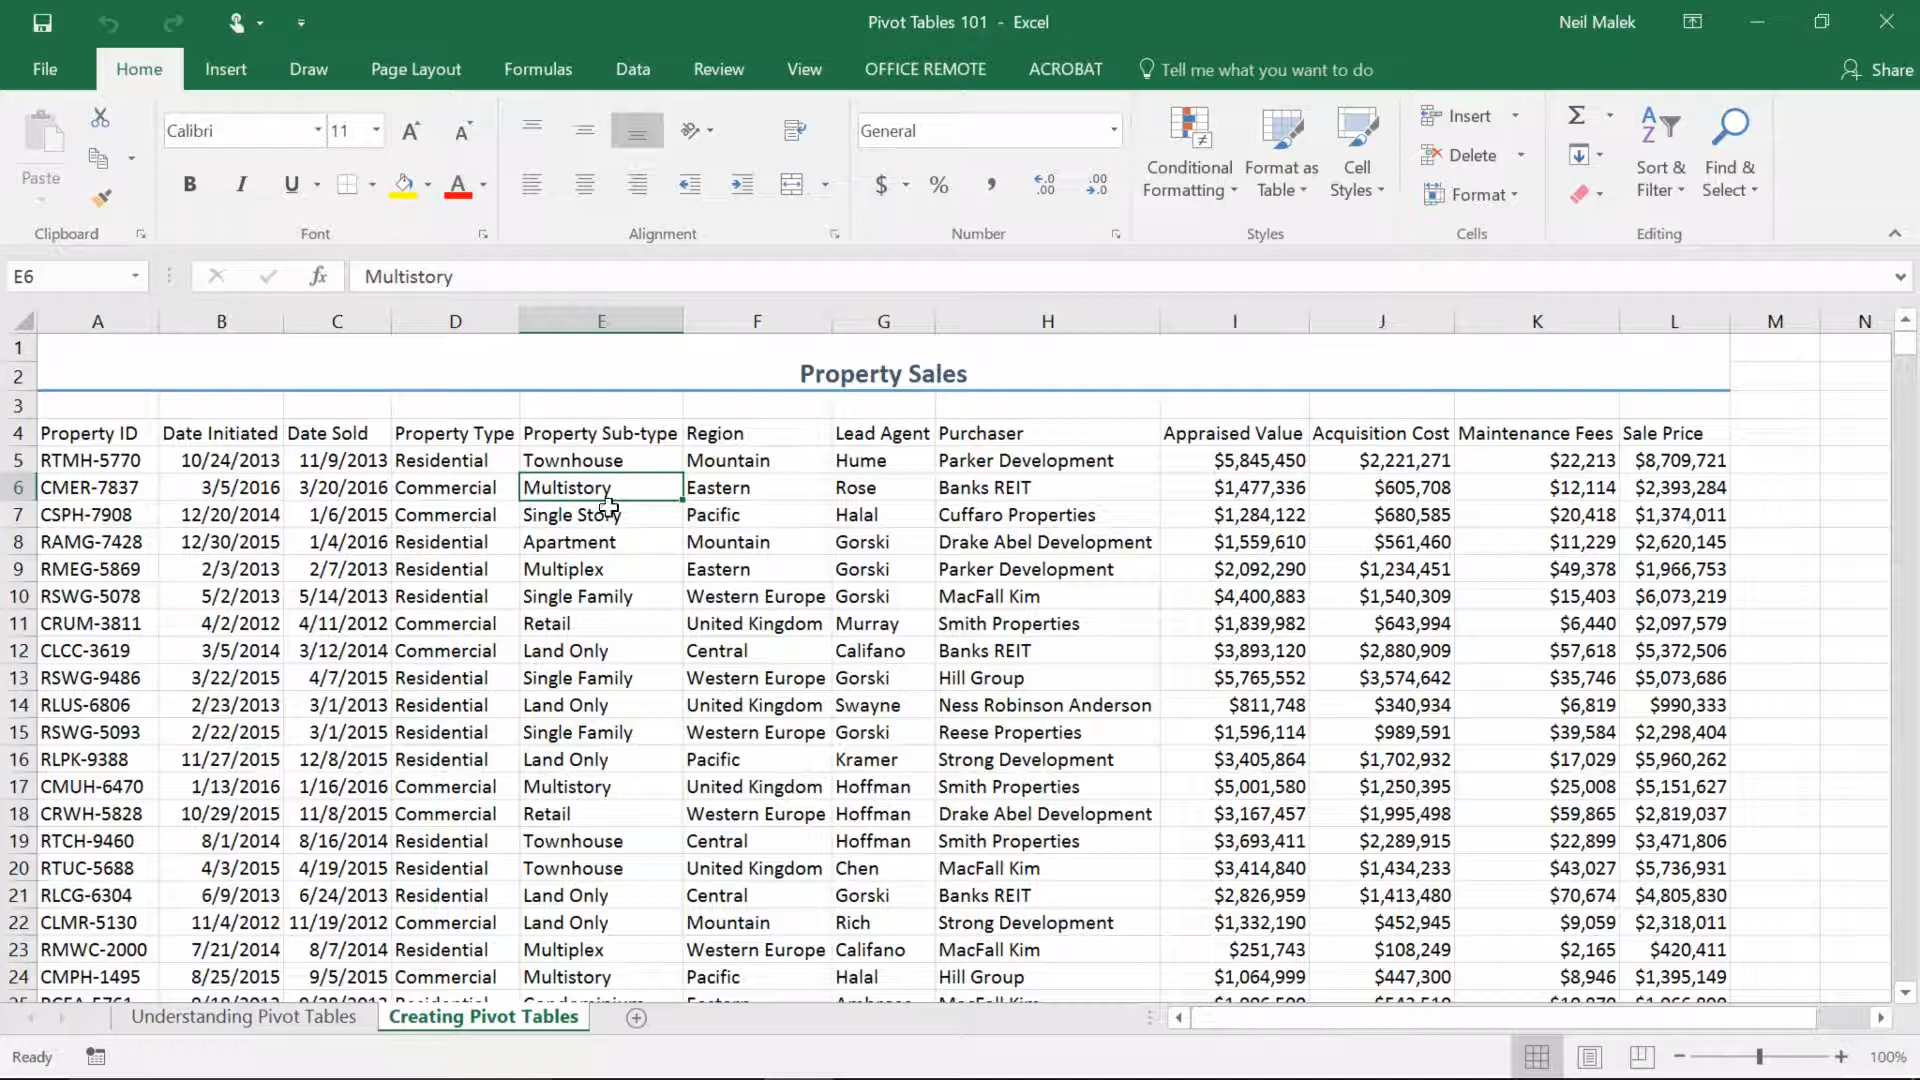 Pivot Tables 101 - Excel
Neil Malek
File Home Insert Draw Page Layout Formulas Data Review View OFFICE REMOTE ACROBAT Tell me what you want to do Share
Paste
Clipboard
Calibri 11
B I U A
Font
Alignment
General
$ % ,
Number
Conditional Formatting
Format as Table
Cell Styles
Styles
Insert
Delete
Format
Cells
Sort & Filter
Find & Select
Editing
E6 fx Multistory
A B C D E F G H I J K L M N
1
2 Property Sales
3
4 Property ID Date Initiated Date Sold Property Type Property Sub-type Region Lead Agent Purchaser Appraised Value Acquisition Cost Maintenance Fees Sale Price
5 RTMH-5770 10/24/2013 11/9/2013 Residential Townhouse Mountain Hume Parker Development $5,845,450 $2,221,271 $22,213 $8,709,721
6 CMER-7837 3/5/2016 3/20/2016 Commercial Multistory Eastern Rose Banks REIT $1,477,336 $605,708 $12,114 $2,393,284
7 CSPH-7908 12/20/2014 1/6/2015 Commercial Single Story Pacific Halal Cuffaro Properties $1,284,122 $680,585 $20,418 $1,374,011
8 RAMG-7428 12/30/2015 1/4/2016 Residential Apartment Mountain Gorski Drake Abel Development $1,559,610 $561,460 $11,229 $2,620,145
9 RMEG-5869 2/3/2013 2/7/2013 Residential Multiplex Eastern Gorski Parker Development $2,092,290 $1,234,451 $49,378 $1,966,753
10 RSWG-5078 5/2/2013 5/14/2013 Residential Single Family Western Europe Gorski MacFall Kim $4,400,883 $1,540,309 $15,403 $6,073,219
11 CRUM-3811 4/2/2012 4/11/2012 Commercial Retail United Kingdom Murray Smith Properties $1,839,982 $643,994 $6,440 $2,097,579
12 CLCC-3619 3/5/2014 3/12/2014 Commercial Land Only Central Califano Banks REIT $3,893,120 $2,880,909 $57,618 $5,372,506
13 RSWG-9486 3/22/2015 4/7/2015 Residential Single Family Western Europe Gorski Hill Group $5,765,552 $3,574,642 $35,746 $5,073,686
14 RLUS-6806 2/23/2013 3/1/2013 Residential Land Only United Kingdom Swayne Ness Robinson Anderson $811,748 $340,934 $6,819 $990,333
15 RSWG-5093 2/22/2015 3/1/2015 Residential Single Family Western Europe Gorski Reese Properties $1,596,114 $989,591 $39,584 $2,298,404
16 RLPK-9388 11/27/2015 12/8/2015 Residential Land Only Pacific Kramer Strong Development $3,405,864 $1,702,932 $17,029 $5,960,262
17 CMUH-6470 1/13/2016 1/16/2016 Commercial Multistory United Kingdom Hoffman Smith Properties $5,001,580 $1,250,395 $25,008 $5,151,627
18 CRWH-5828 10/29/2015 11/8/2015 Commercial Retail Western Europe Hoffman Drake Abel Development $3,167,457 $1,995,498 $59,865 $2,819,037
19 RTCH-9460 8/1/2014 8/16/2014 Residential Townhouse Central Hoffman Smith Properties $3,693,411 $2,289,915 $22,899 $3,471,806
20 RTUC-5688 4/3/2015 4/19/2015 Residential Townhouse United Kingdom Chen MacFall Kim $3,414,840 $1,434,233 $43,027 $5,736,931
21 RLCG-6304 6/9/2013 6/24/2013 Residential Land Only Central Gorski Banks REIT $2,826,959 $1,413,480 $70,674 $4,805,830
22 CLMR-5130 11/4/2012 11/19/2012 Commercial Land Only Mountain Rich Strong Development $1,332,190 $452,945 $9,059 $2,318,011
23 RMWC-2000 7/21/2014 8/7/2014 Residential Multiplex Western Europe Califano MacFall Kim $251,743 $108,249 $2,165 $420,411
24 CMPH-1495 8/25/2015 9/5/2015 Commercial Multistory Pacific Halal Hill Group $1,064,999 $447,300 $8,946 $1,395,149
Understanding Pivot Tables Creating Pivot Tables
Ready 100%